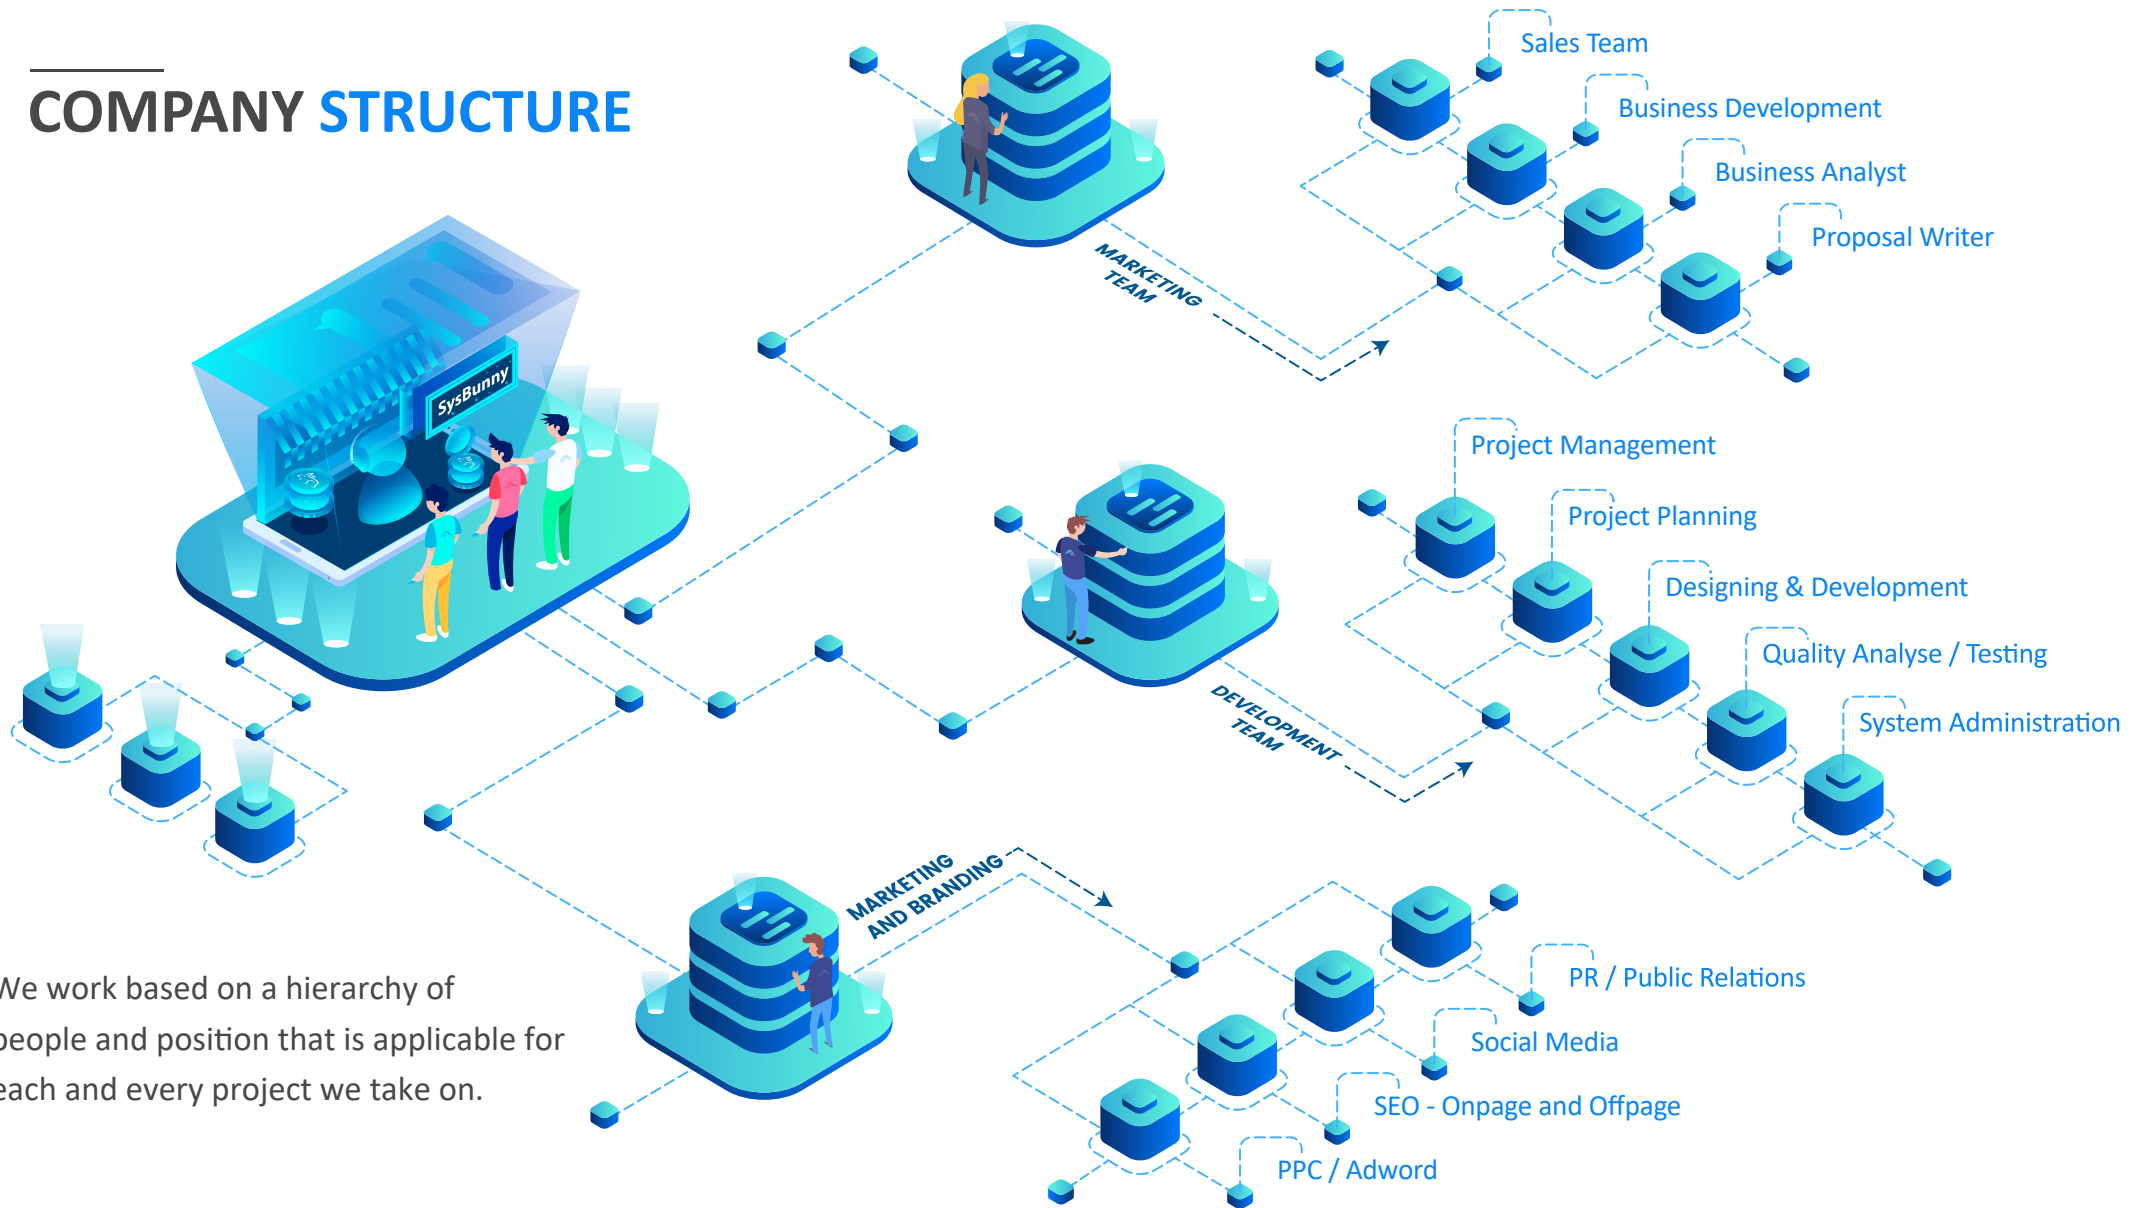 COMPANY STRUCTURE
SysBunny
MARKETING
TEAM
Sales Team
Business Development
Business Analyst
Proposal Writer
DEVELOPMENT
TEAM
Project Management
Project Planning
Designing & Development
Quality Analyse / Testing
System Administration
MARKETING
AND BRANDING
PR / Public Relations
Social Media
SEO - Onpage and Offpage
PPC / Adword
We work based on a hierarchy of
people and position that is applicable for
each and every project we take on.